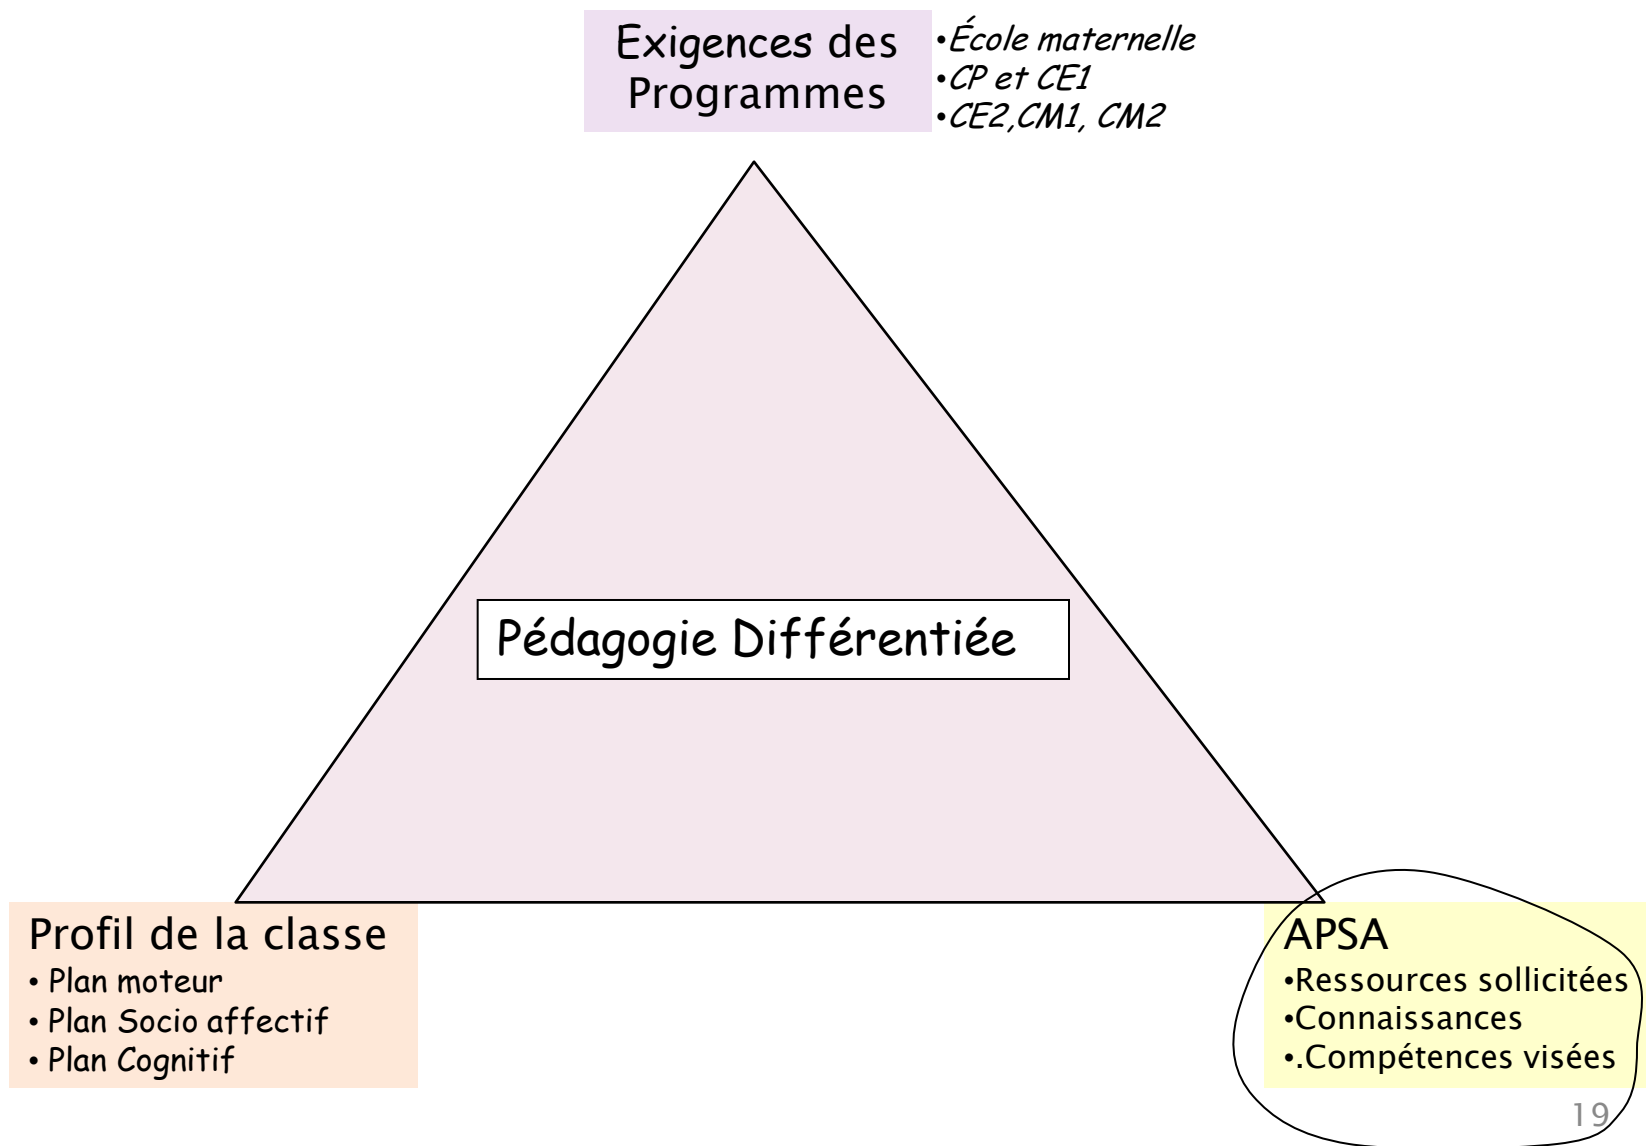 Exigences des
Programmes
•École maternelle
•CP et CE1
•CE2,CM1, CM2
Pédagogie Différentiée
Profil de la classe
• Plan moteur
• Plan Socio affectif
• Plan Cognitif
APSA
•Ressources sollicitées
•Connaissances
•.Compétences visées
19